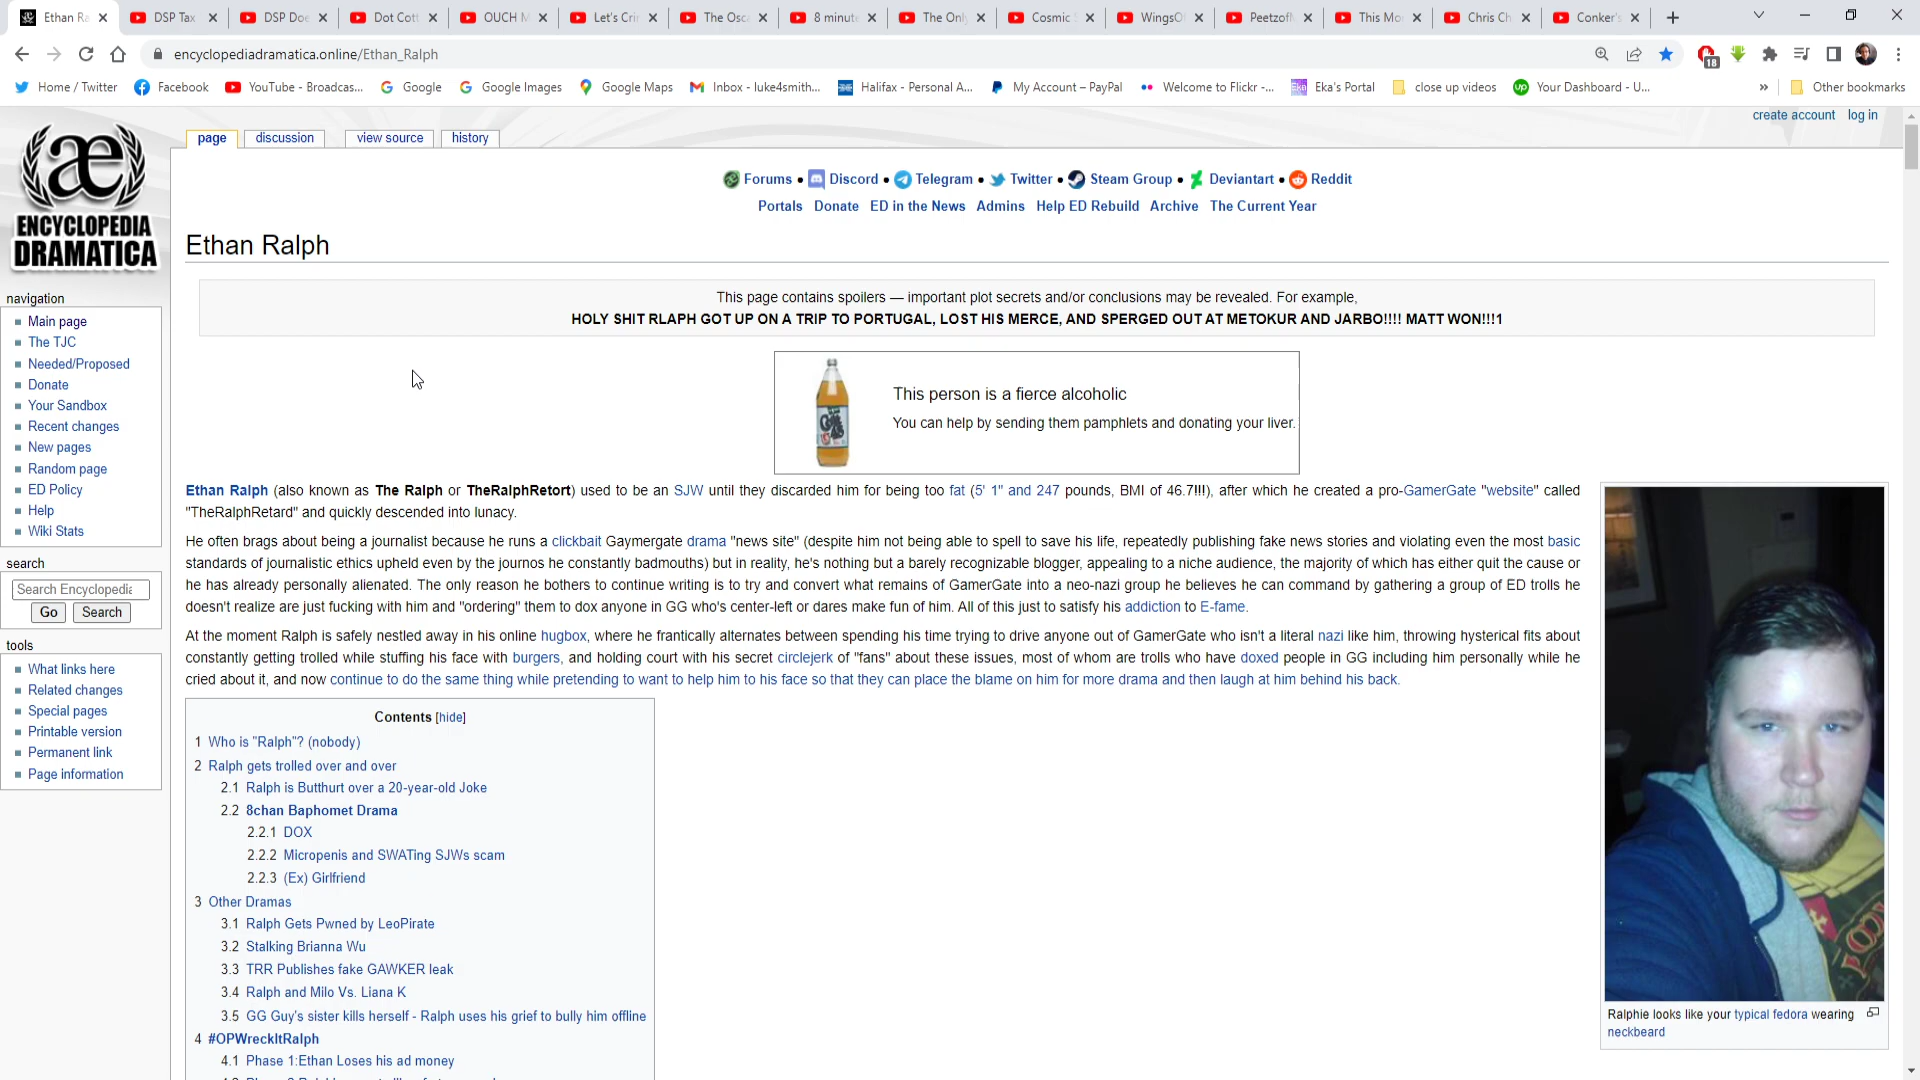 Ethan Ra
DSP Tax
DSP Doe
Dot Cott
OUCH M
Let's Cri
The Osca
8 minute
The Onl
Cosmic
WingsO
Peetzof
This Mo
Chris Ch
Conker's
encyclopediadramatica.online/Ethan_Ralph
18
Home / Twitter
Facebook
YouTube - Broadcas...
Google
Google Images
Google Maps
Inbox - luke4smith...
Halifax - Personal A...
My Account – PayPal
Welcome to Flickr -...
Eka's Portal
close up videos
Your Dashboard - U...
» Other bookmarks
create account log in
page discussion view source history
Forums • Discord • Telegram • Twitter • Steam Group • Deviantart • Reddit
Portals Donate ED in the News Admins Help ED Rebuild Archive The Current Year
æ
ENCYCLOPEDIA
DRAMATICA
Ethan Ralph
This page contains spoilers — important plot secrets and/or conclusions may be revealed. For example,
HOLY SHIT RLAPH GOT UP ON A TRIP TO PORTUGAL, LOST HIS MERCE, AND SPERGED OUT AT METOKUR AND JARBO!!!! MATT WON!!!1
This person is a fierce alcoholic
You can help by sending them pamphlets and donating your liver.
navigation
Main page
The TJC
Needed/Proposed
Donate
Your Sandbox
Recent changes
New pages
Random page
ED Policy
Help
Wiki Stats
search
Search Encyclopedia
Go Search
tools
What links here
Related changes
Special pages
Printable version
Permanent link
Page information
Ethan Ralph (also known as The Ralph or TheRalphRetort) used to be an SJW until they discarded him for being too fat (5' 1" and 247 pounds, BMI of 46.7!!!), after which he created a pro-GamerGate "website" called
"TheRalphRetard" and quickly descended into lunacy.
He often brags about being a journalist because he runs a clickbait Gaymergate drama "news site" (despite him not being able to spell to save his life, repeatedly publishing fake news stories and violating even the most basic
standards of journalistic ethics upheld even by the journos he constantly badmouths) but in reality, he's nothing but a barely recognizable blogger, appealing to a niche audience, the majority of which has either quit the cause or
he has already personally alienated. The only reason he bothers to continue writing is to try and convert what remains of GamerGate into a neo-nazi group he believes he can command by gathering a group of ED trolls he
doesn't realize are just fucking with him and "ordering" them to dox anyone in GG who's center-left or dares make fun of him. All of this just to satisfy his addiction to E-fame.
At the moment Ralph is safely nestled away in his online hugbox, where he frantically alternates between spending his time trying to drive anyone out of GamerGate who isn't a literal nazi like him, throwing hysterical fits about
constantly getting trolled while stuffing his face with burgers, and holding court with his secret circlejerk of "fans" about these issues, most of whom are trolls who have doxed people in GG including him personally while he
cried about it, and now continue to do the same thing while pretending to want to help him to his face so that they can place the blame on him for more drama and then laugh at him behind his back.
Contents [hide]
1 Who is "Ralph"? (nobody)
2 Ralph gets trolled over and over
2.1 Ralph is Butthurt over a 20-year-old Joke
2.2 8chan Baphomet Drama
2.2.1 DOX
2.2.2 Micropenis and SWATing SJWs scam
2.2.3 (Ex) Girlfriend
3 Other Dramas
3.1 Ralph Gets Pwned by LeoPirate
3.2 Stalking Brianna Wu
3.3 TRR Publishes fake GAWKER leak
3.4 Ralph and Milo Vs. Liana K
3.5 GG Guy's sister kills herself - Ralph uses his grief to bully him offline
4 #OPWreckItRalph
4.1 Phase 1:Ethan Loses his ad money
Ralphie looks like your typical fedora wearing
neckbeard